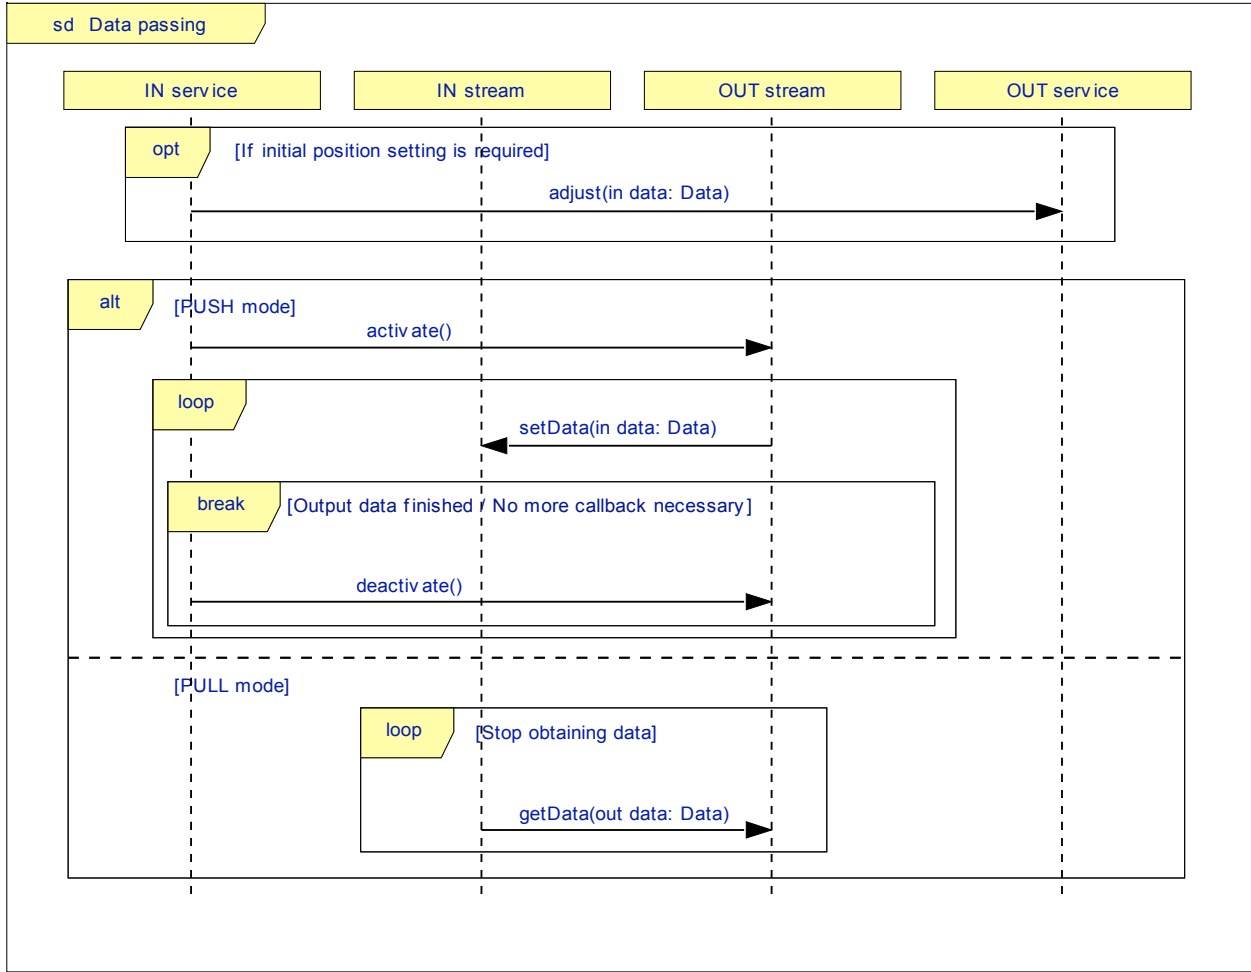 sd Data passing
IN service
IN stream
OUT stream
OUT service
opt
[If initial position setting is required]
adjust(in data: Data)
alt
[PUSH mode]
activate()
loop
setData(in data: Data)
break
[Output data finished / No more callback necessary]
deactivate()
[PULL mode]
loop
[Stop obtaining data]
getData(out data: Data)